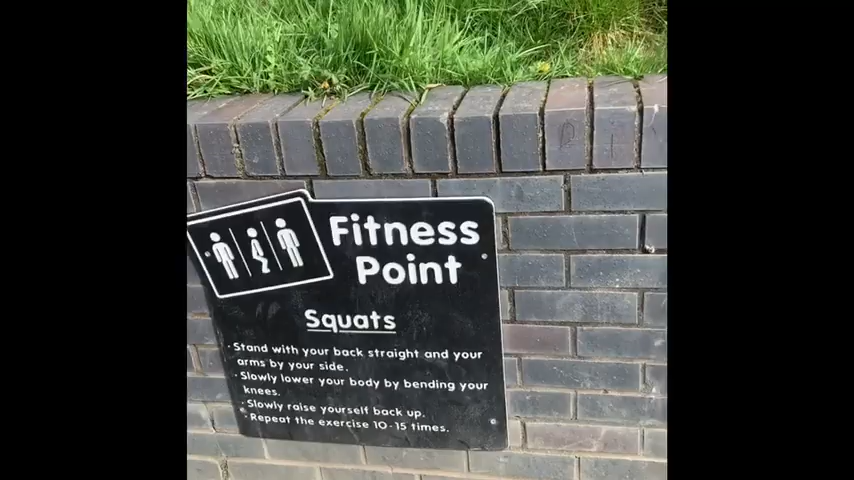 Fitness
Point
Squats
· Stand with your back straight and your
arms by your side.
· Slowly lower your body by bending your
knees.
· Slowly raise yourself back up.
· Repeat the exercise 10-15 times.